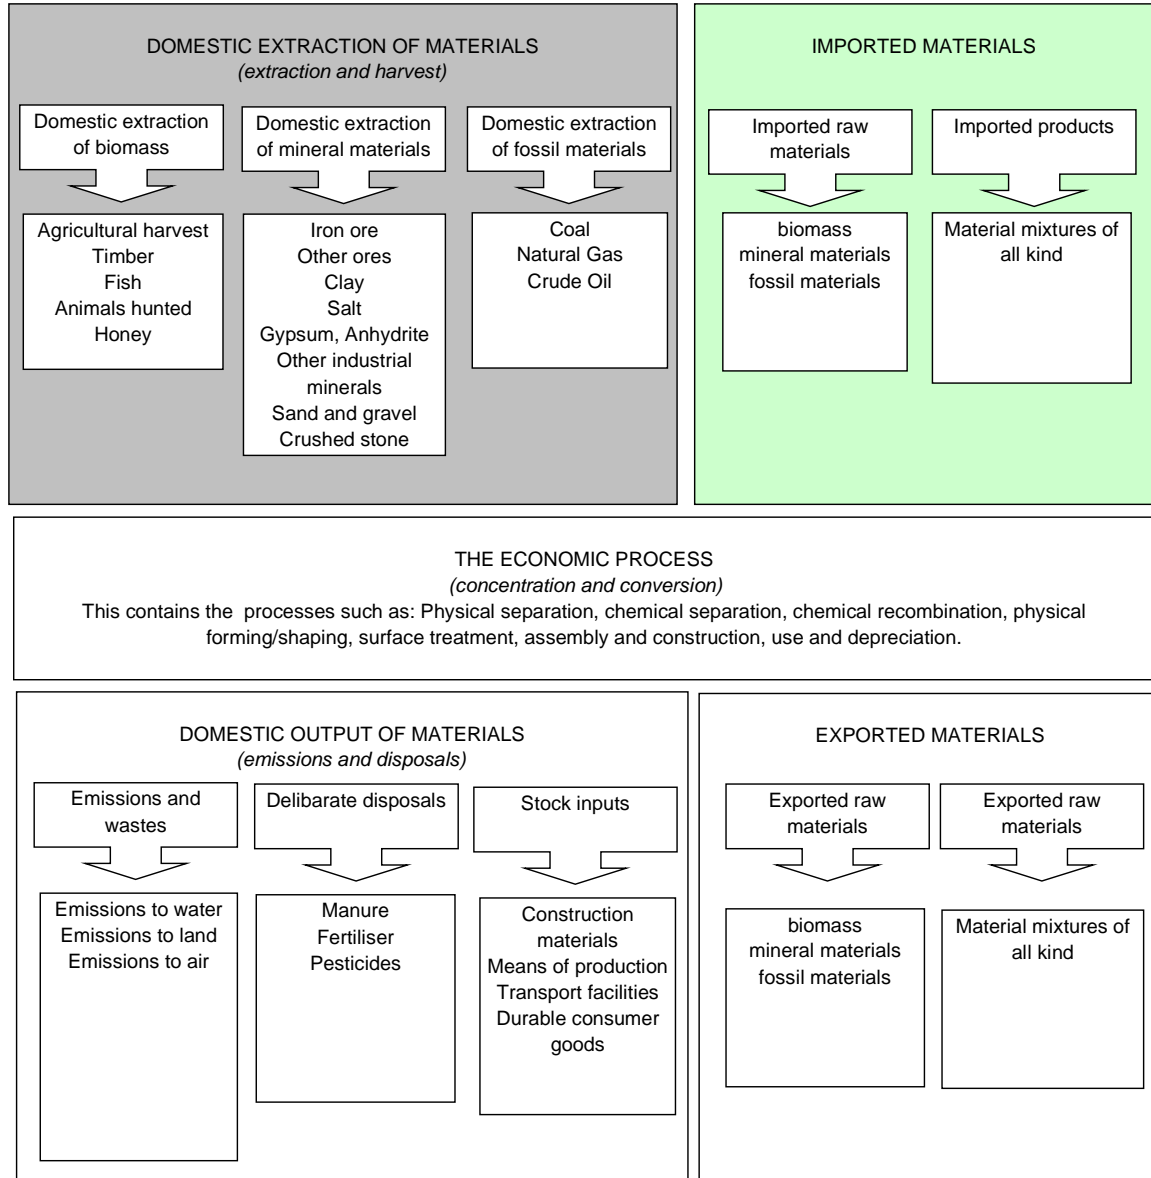 DOMESTIC EXTRACTION OF MATERIALS
(extraction and harvest)
Domestic extraction
of biomass
Agricultural harvest
Timber
Fish
Animals hunted
Honey
Domestic extraction
of mineral materials
Iron ore
Other ores
Clay
Salt
Gypsum, Anhydrite
Other industrial
minerals
Sand and gravel
Crushed stone
Domestic extraction
of fossil materials
Coal
Natural Gas
Crude Oil
IMPORTED MATERIALS
Imported raw
materials
biomass
mineral materials
fossil materials
Imported products
Material mixtures of
all kind
THE ECONOMIC PROCESS
(concentration and conversion)
This contains the processes such as: Physical separation, chemical separation, chemical recombination, physical
forming/shaping, surface treatment, assembly and construction, use and depreciation.
DOMESTIC OUTPUT OF MATERIALS
(emissions and disposals)
Emissions and
wastes
Emissions to water
Emissions to land
Emissions to air
Delibarate disposals
Manure
Fertiliser
Pesticides
Stock inputs
Construction
materials
Means of production
Transport facilities
Durable consumer
goods
EXPORTED MATERIALS
Exported raw
materials
biomass
mineral materials
fossil materials
Exported raw
materials
Material mixtures of
all kind